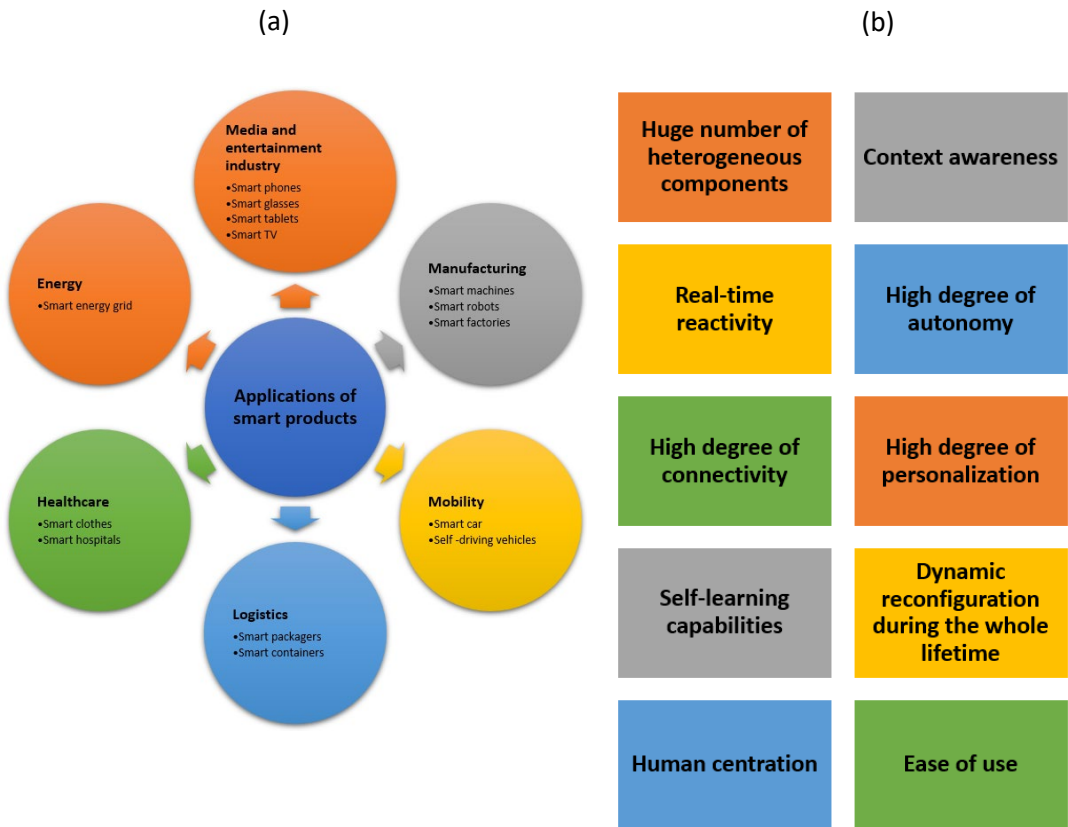 (a)
Media and
entertainment
industry
•Smart phones
•Smart glasses
•Smart tablets
•Smart TV
Energy
•Smart energy grid
Manufacturing
•Smart machines
•Smart robots
•Smart factories
Applications of
smart products
Healthcare
•Smart clothes
•Smart hospitals
Mobility
•Smart car
•Self -driving vehicles
Logistics
•Smart packagers
•Smart containers
(b)
Huge number of
heterogeneous
components
Context awareness
Real-time
reactivity
High degree of
autonomy
High degree of
connectivity
High degree of
personalization
Self-learning
capabilities
Dynamic
reconfiguration
during the whole
lifetime
Human centration
Ease of use